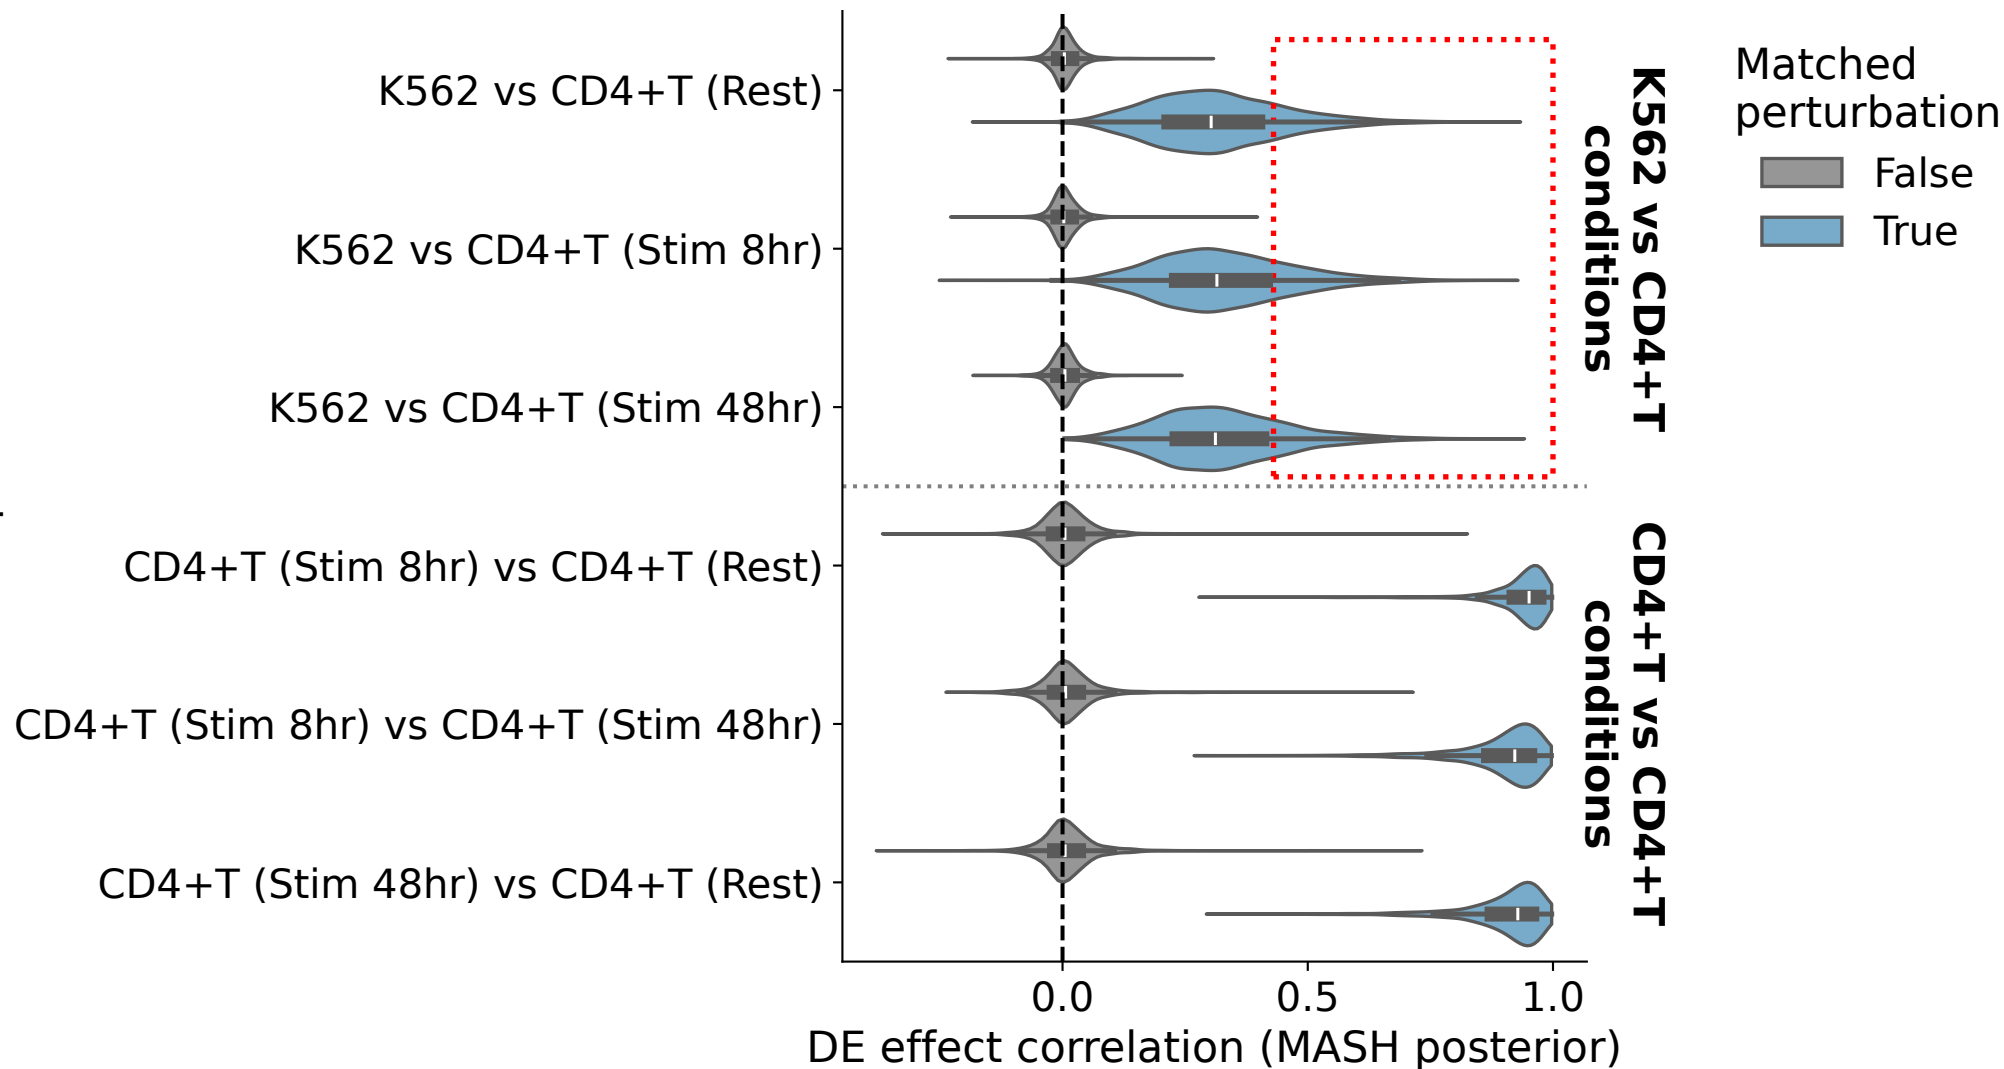 K562 vs CD4+T (Rest)
K562 vs CD4+T (Stim 8hr)
K562 vs CD4+T (Stim 48hr)
CD4+T (Stim 8hr) vs CD4+T (Rest)
CD4+T (Stim 8hr) vs CD4+T (Stim 48hr)
CD4+T (Stim 48hr) vs CD4+T (Rest)
0.0 0.5 1.0
DE effect correlation (MASH posterior)
K562 vs CD4+T
conditions
CD4+T vs CD4+T
conditions
Matched
perturbation
False
True